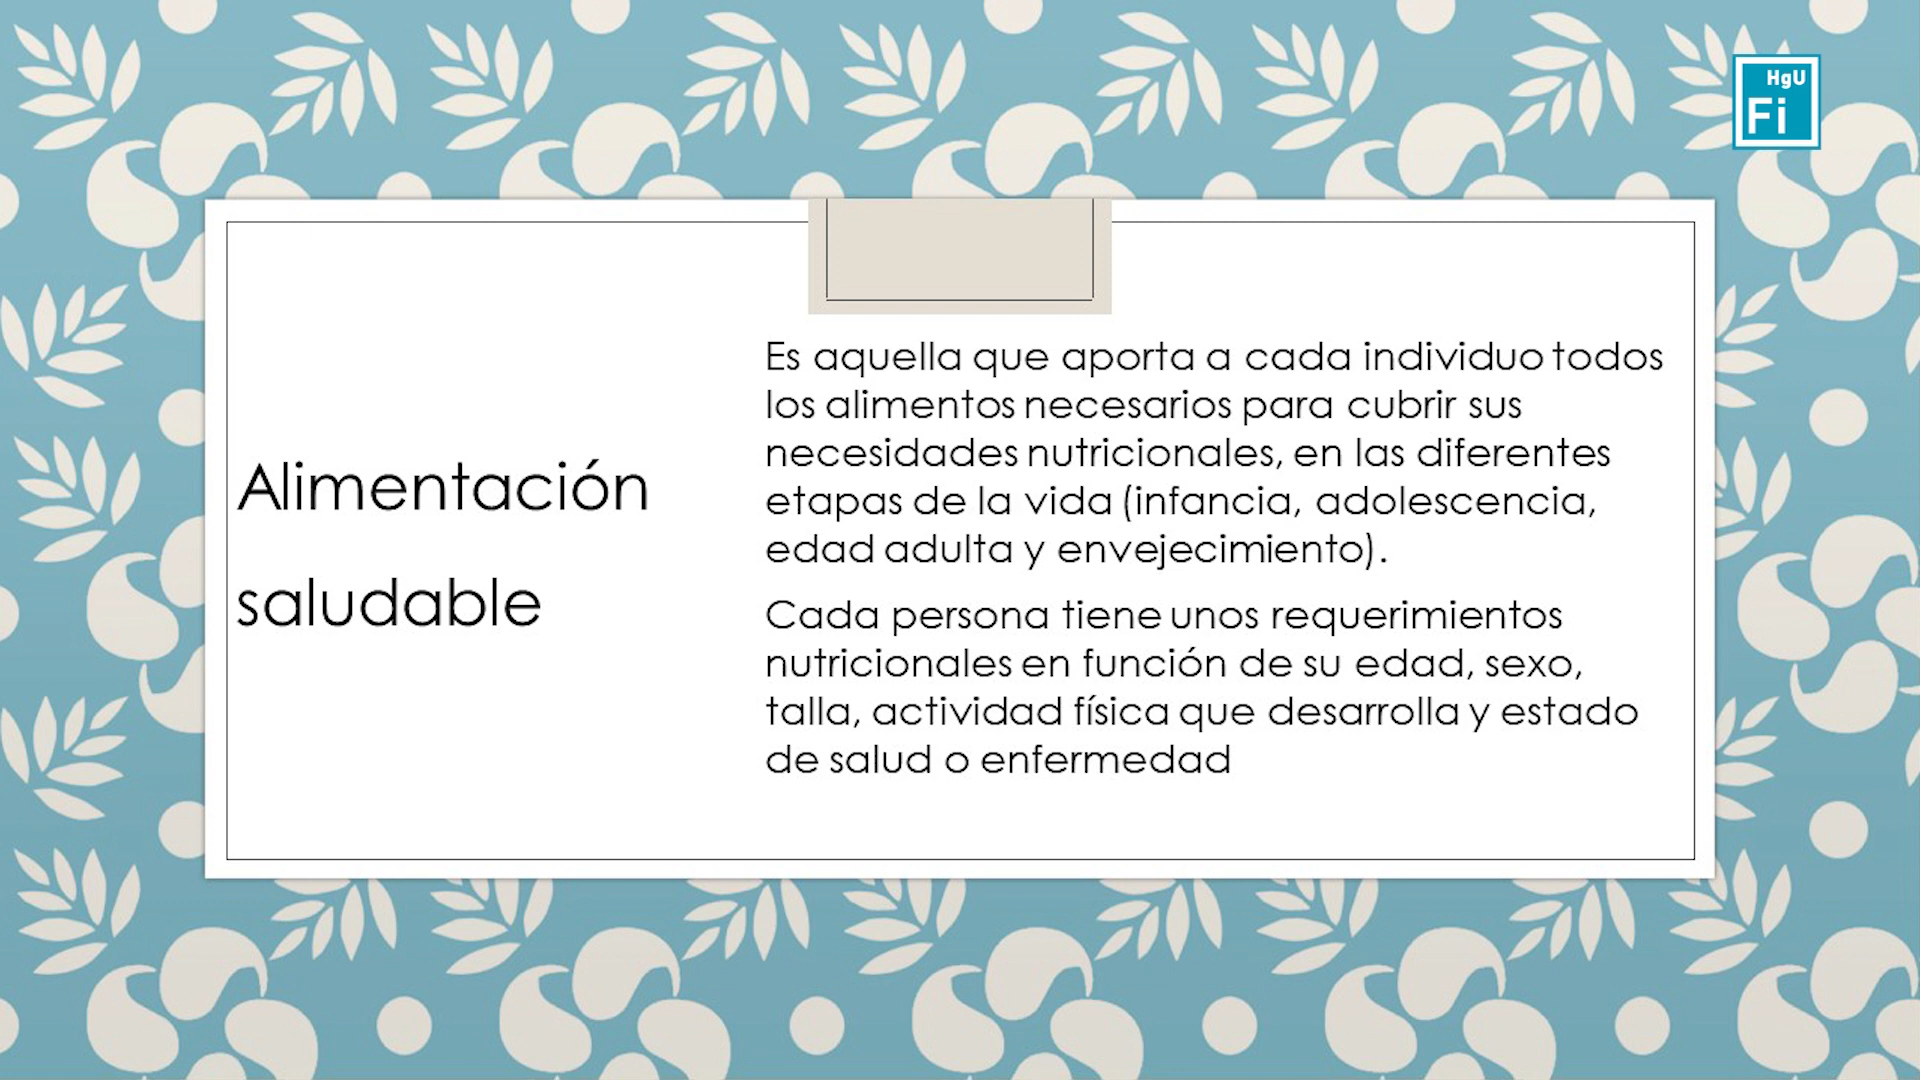 HgU
Fi
Alimentación
saludable
Es aquella que aporta a cada individuo todos
los alimentos necesarios para cubrir sus
necesidades nutricionales, en las diferentes
etapas de la vida (infancia, adolescencia,
edad adulta y envejecimiento).
Cada persona tiene unos requerimientos
nutricionales en función de su edad, sexo,
talla, actividad física que desarrolla y estado
de salud o enfermedad